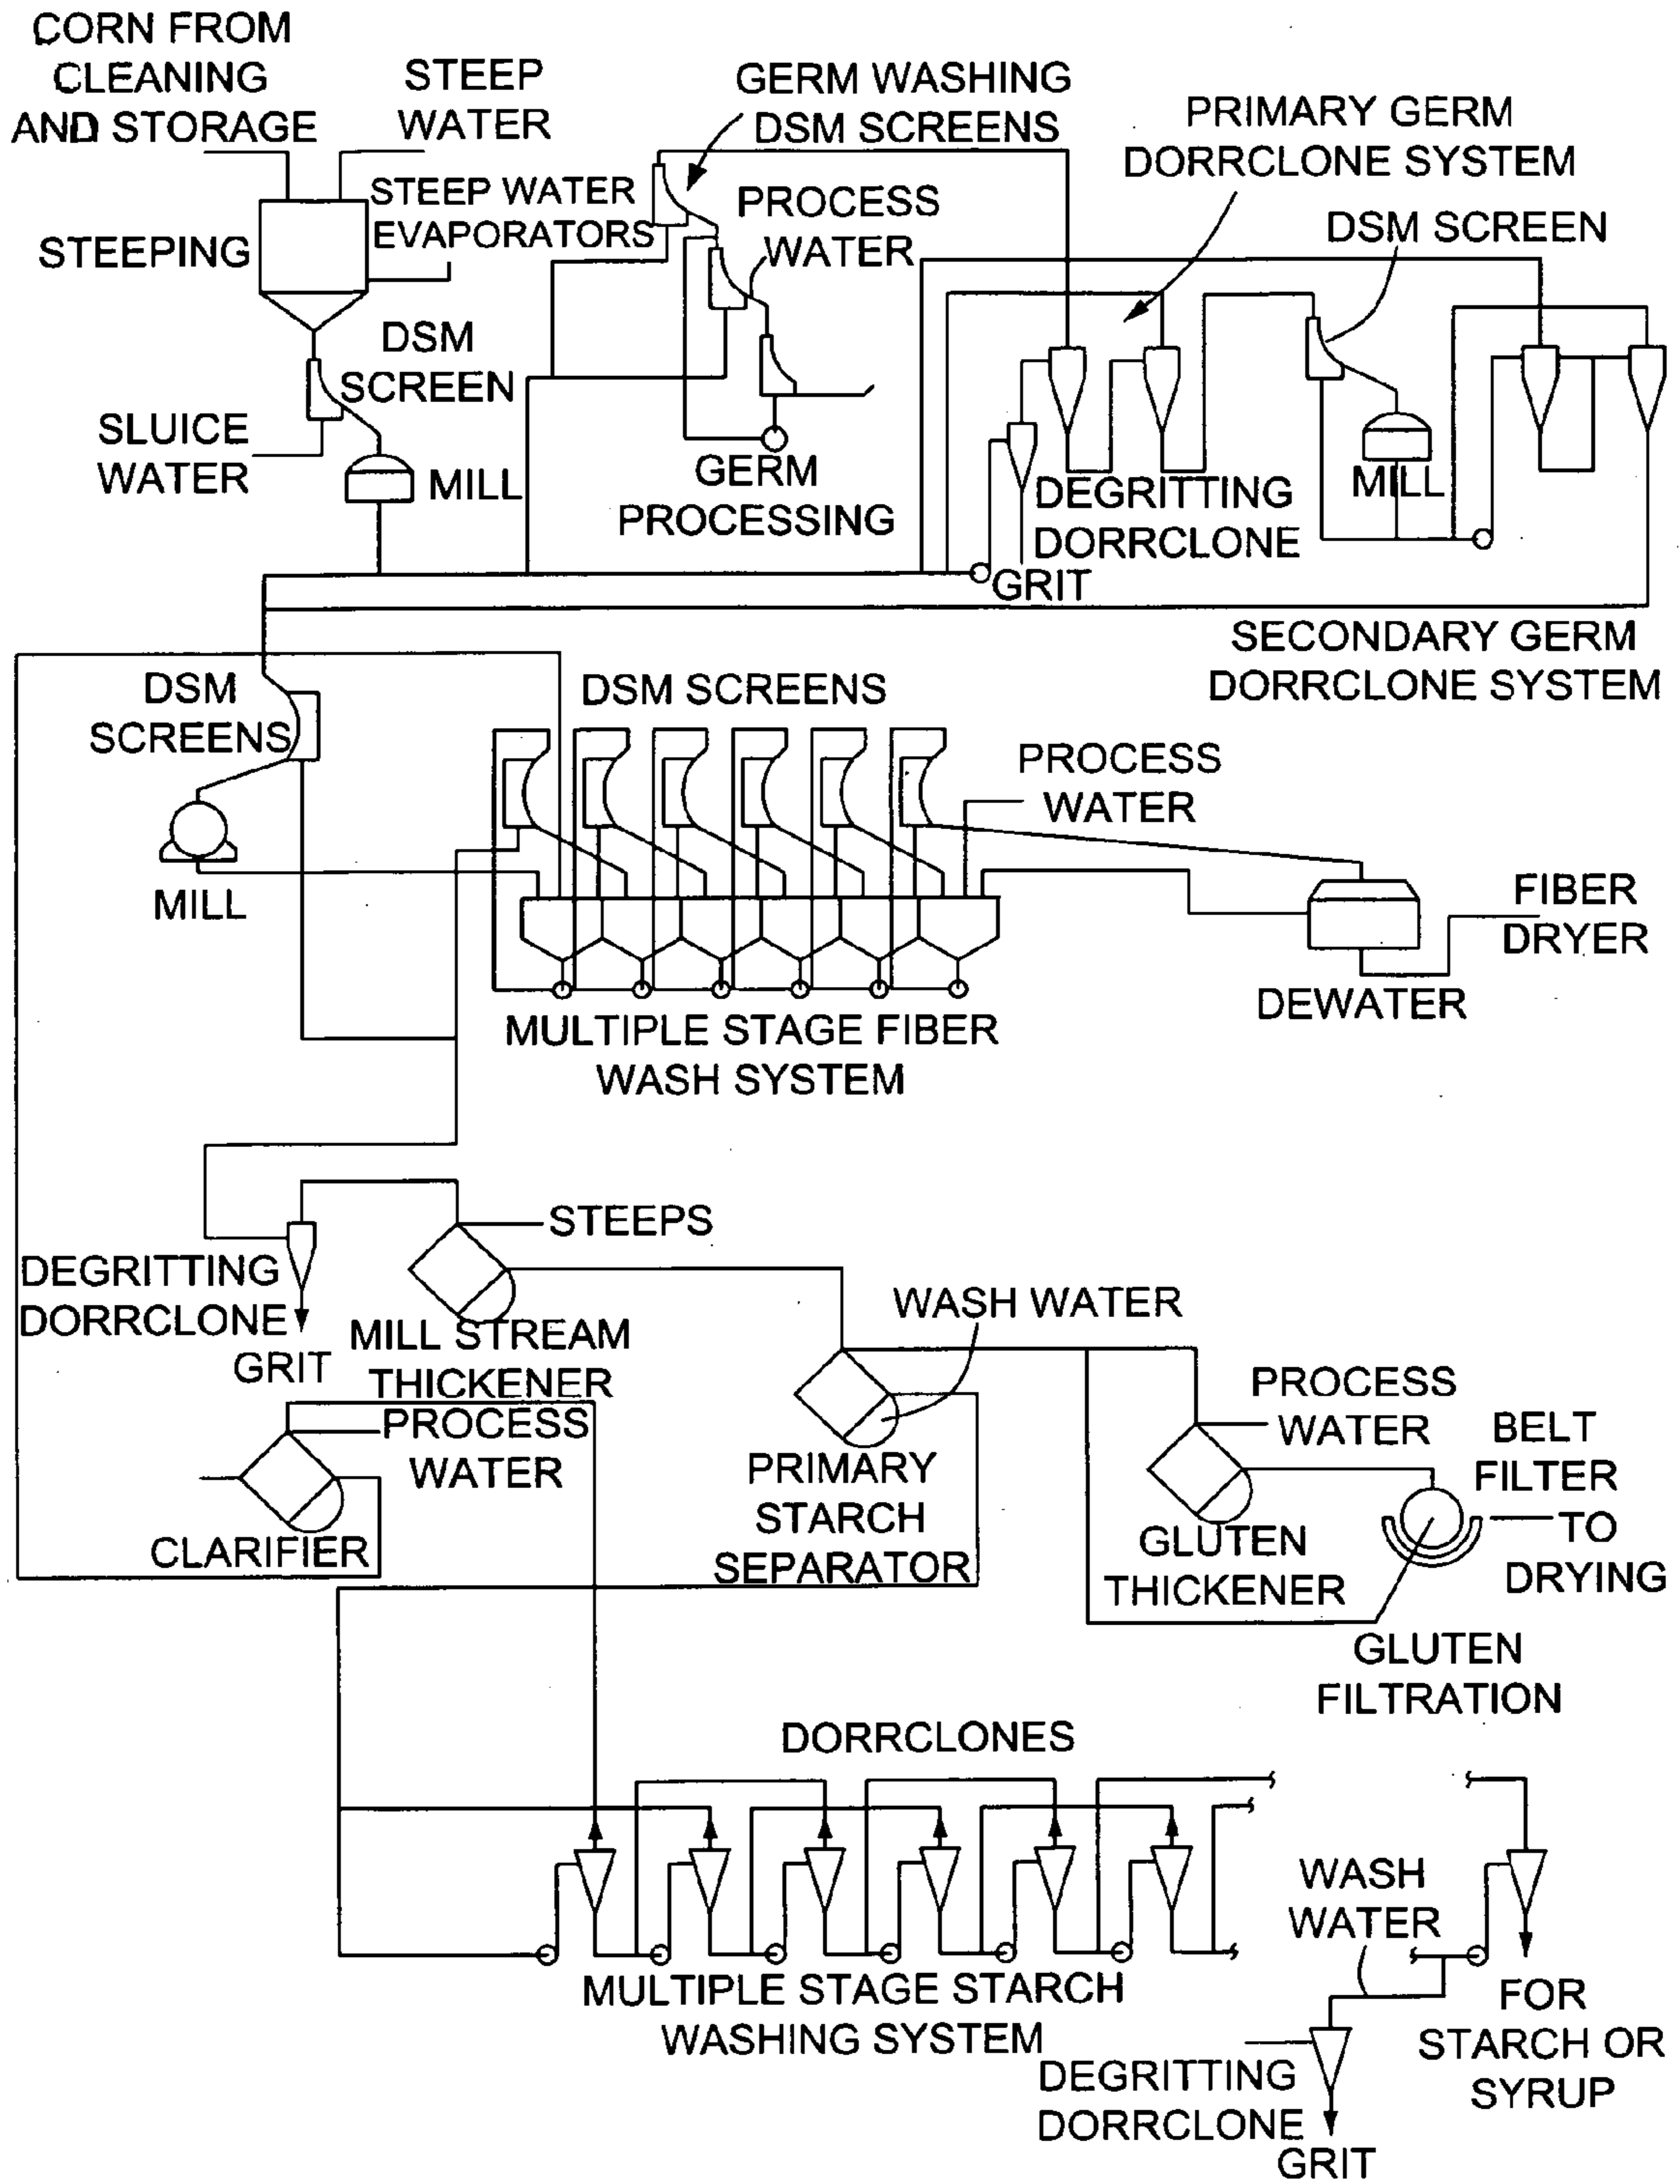 CORN FROM
CLEANING
AND STORAGE
STEEP
WATER
GERM WASHING
DSM SCREENS
PRIMARY GERM
DORRCLONE SYSTEM
STEEPING
STEEP WATER
EVAPORATORS
PROCESS
WATER
DSM SCREEN
DSM
SCREEN
SLUICE
WATER
MILL
GERM
PROCESSING
DEGRITTING
DORRCLONE
GRIT
MILL
SECONDARY GERM
DORRCLONE SYSTEM
DSM
SCREENS
DSM SCREENS
PROCESS
WATER
MILL
FIBER
DRYER
DEWATER
MULTIPLE STAGE FIBER
WASH SYSTEM
STEEPS
DEGRITTING
DORRCLONE
GRIT
MILL STREAM
THICKENER
WASH WATER
PROCESS
WATER
CLARIFIER
PRIMARY
STARCH
SEPARATOR
PROCESS
WATER
BELT
FILTER
TO
DRYING
GLUTEN
THICKENER
GLUTEN
FILTRATION
DORRCLONES
MULTIPLE STAGE STARCH
WASHING SYSTEM
WASH
WATER
FOR
STARCH OR
SYRUP
DEGRITTING
DORRCLONE
GRIT